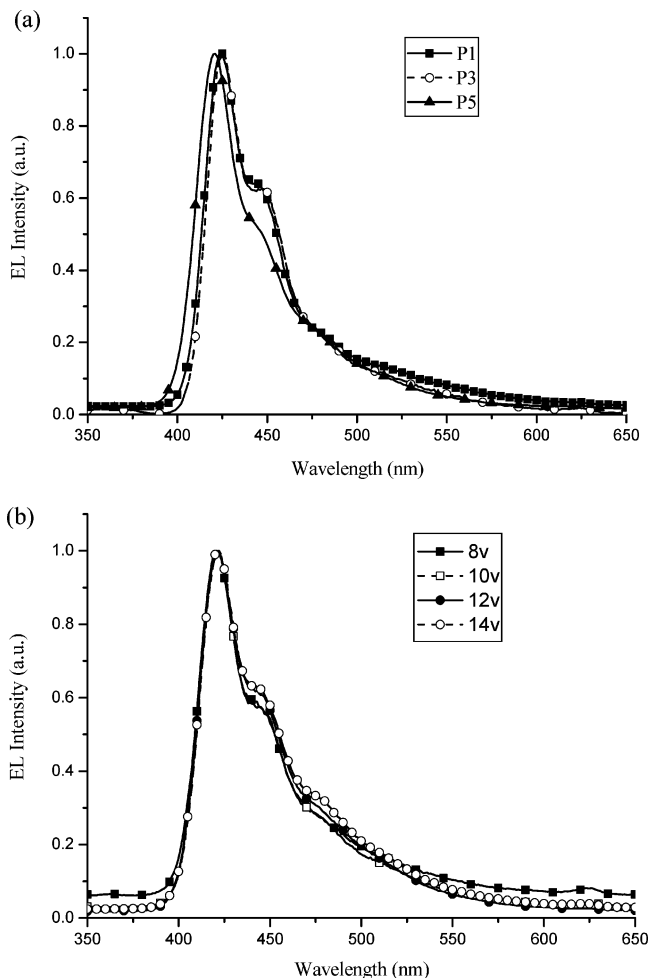 (a)
P1
P3
P5
1.0
0.8
0.6
0.4
0.2
0.0
EL Intensity (a.u.)
350 400 450 500 550 600 650
Wavelength (nm)
(b)
8v
10v
12v
14v
1.0
0.8
0.6
0.4
0.2
0.0
EL Intensity (a.u.)
350 400 450 500 550 600 650
Wavelength (nm)